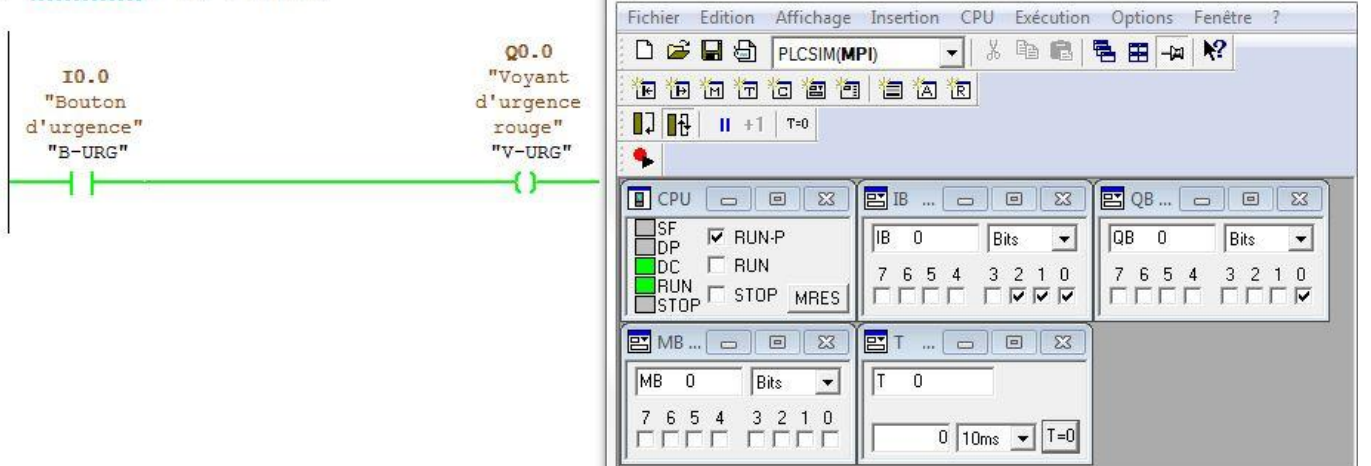 Q0.0
I0.0
"Voyant
"Bouton
d'urgence
d'urgence"
rouge"
"B-URG"
"V-URG"
Fichier Edition Affichage Insertion CPU Exécution Options Fenêtre ?
PLCSIM(MPI)
+1 T=0
CPU
SF
DP
DC
RUN
STOP
RUN-P
RUN
STOP MRES
IB ...
IB 0 Bits
7 6 5 4 3 2 1 0
QB ...
QB 0 Bits
7 6 5 4 3 2 1 0
MB ...
MB 0 Bits
7 6 5 4 3 2 1 0
T ...
T 0
0 10ms T=0